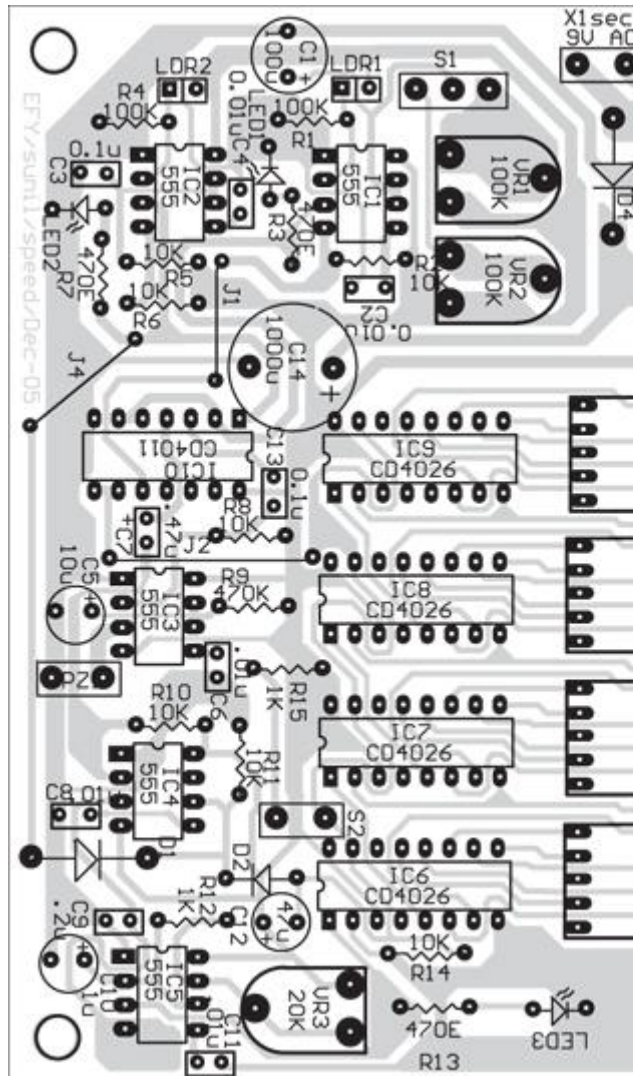 X1sec
9V AC
C1
100u
+
LDR2
LDR1
S1
R4
100K
0.01u
LED1
100K
R1
C4
0.1u
C3
IC2
555
IC1
555
VR1
100K
D4
LED2
R7
470E
R3
470E
10K
R5
10K
R6
J1
R2
10K
C2
0.01u
VR2
100K
EFY/sunil/speed/Dec-05
J4
C14
1000u
+
CD4011
IC10
C13
0.1u
IC9
CD4026
+C7
.47u
R8
10K
J2
C5
10u
+
IC3
555
R9
470K
IC8
CD4026
PZ1
C6
.01u
R15
1K
R10
10K
R11
10K
IC7
CD4026
IC4
555
C8
.01u
D1
S2
D2
IC6
CD4026
R12
1K
C12
47u
+
C9
.2u
+
C10
.1u
IC5
555
C11
.01u
VR3
20K
10K
R14
470E
R13
LED3